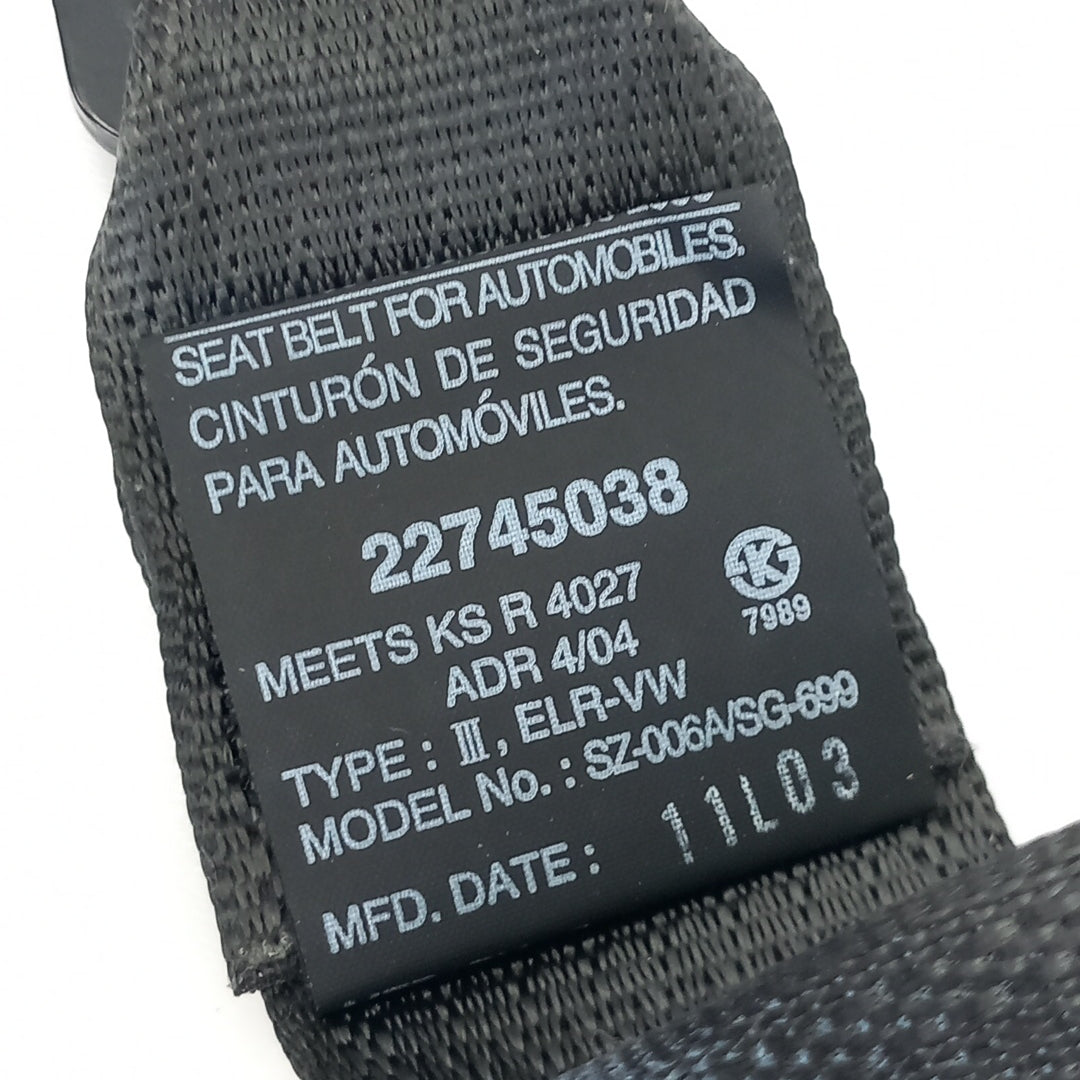 SEAT BELT FOR AUTOMOBILES,
CINTURÓN DE SEGURIDAD
PARA AUTOMÓVILES.
22745038
MEETS KS R 4027
ADR 4/04
K
7989
TYPE : III, ELR-VW
MODEL No. : SZ-006A/SG-699
MFD. DATE : 11L03